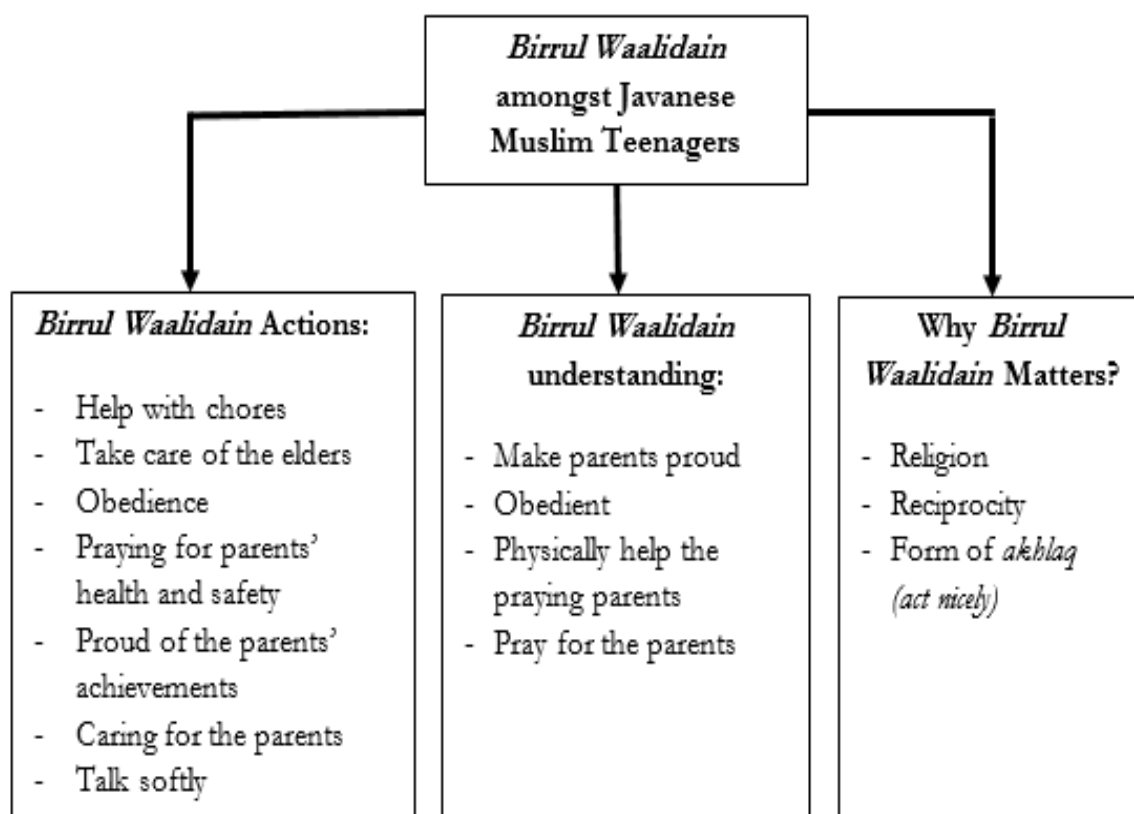 Birrul Waalidain
amongst Javanese
Muslim Teenagers
Birrul Waalidain Actions:
- Help with chores
- Take care of the elders
- Obedience
- Praying for parents’
health and safety
- Proud of the parents’
achievements
- Caring for the parents
- Talk softly
Birrul Waalidain
understanding:
- Make parents proud
- Obedient
- Physically help the
praying parents
- Pray for the parents
Why Birrul
Waalidain Matters?
- Religion
- Reciprocity
- Form of akhlaq
(act nicely)